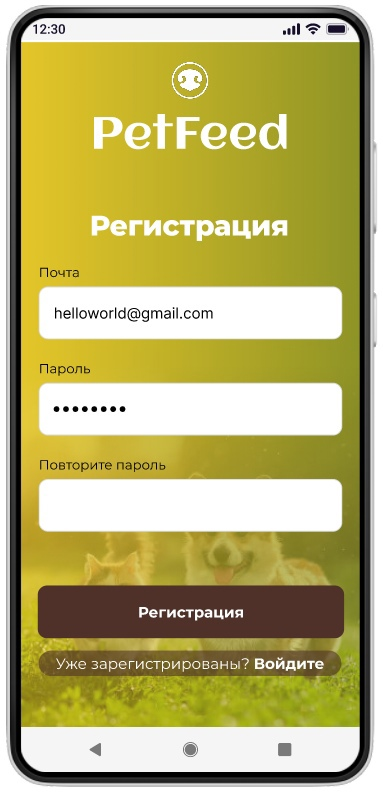 12:30
PetFeed
Регистрация
Почта
helloworld@gmail.com
Пароль
••••••••
Повторите пароль
Регистрация
Уже зарегистрированы? Войдите